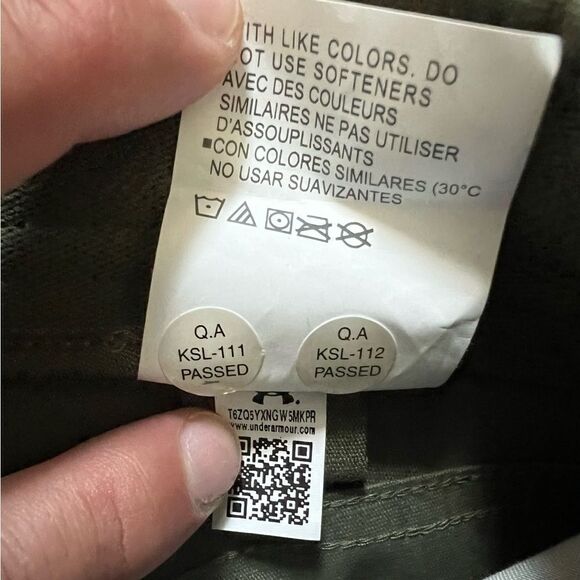 ITH LIKE COLORS. DO
OT USE SOFTENERS
AVEC DES COULEURS
SIMILAIRES NE PAS UTILISER
D'ASSOUPLISSANTS
■CON COLORES SIMILARES (30°C
NO USAR SUAVIZANTES
Q.A
KSL-111
PASSED
Q.A
KSL-112
PASSED
T6ZQ5YXNGW5MKPR
www.underarmour.com